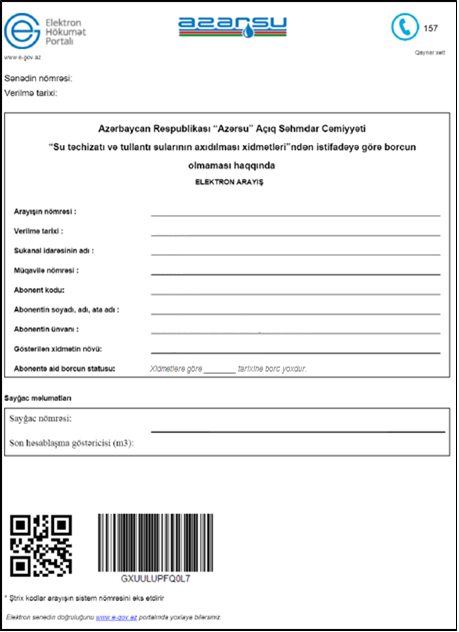 Elektron
Hökumət
Portalı
www.e-gov.az
azərsu
157
Qaynar xətt
Sənədin nömrəsi:
Verilmə tarixi:
Azərbaycan Respublikası “Azərsu” Açıq Səhmdar Cəmiyyəti
“Su təchizatı və tullantı sularının axıdılması xidmətləri”ndən istifadəyə görə borcun
olmaması haqqında
ELEKTRON ARAYIŞ
Arayışın nömrəsi :
Verilmə tarixi :
Sukanal idarəsinin adı :
Müqavilə nömrəsi :
Abonent kodu:
Abonentin soyadı, adı, ata adı :
Abonentin ünvanı :
Göstərilən xidmətin növü:
Abonentə aid borcun statusu: Xidmətlərə görə ________ tarixinə borc yoxdur.
Sayğac məlumatları
Sayğac nömrəsi:
Son hesablaşma göstəricisi (m3):
GXUULUPFQ0L7
* Ştrix kodlar arayışın sistem nömrəsini əks etdirir
Elektron sənədin doğruluğunu www.e-gov.az portalında yoxlaya bilərsiniz